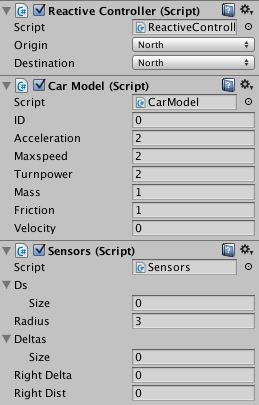 Reactive Controller (Script)
Script ReactiveControll
Origin North
Destination North
Car Model (Script)
Script CarModel
ID 0
Acceleration 2
Maxspeed 2
Turnpower 2
Mass 1
Friction 1
Velocity 0
Sensors (Script)
Script Sensors
Ds
Size 0
Radius 3
Deltas
Size 0
Right Delta 0
Right Dist 0